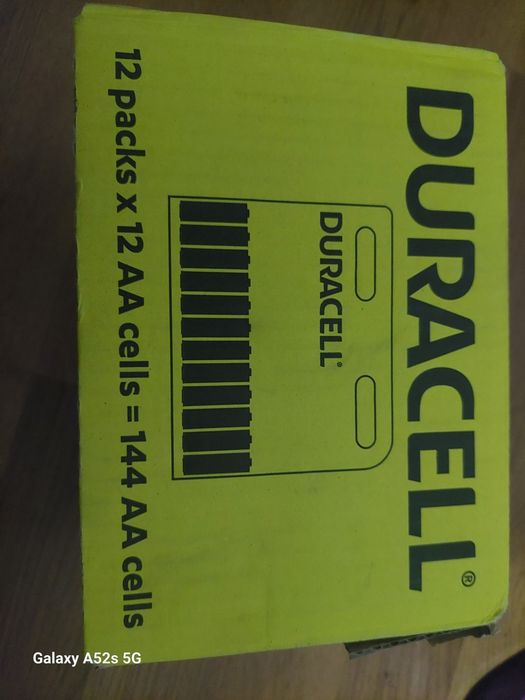 DURACELL®
DURACELL®
12 packs x 12 AA cells = 144 AA cells
Galaxy A52s 5G